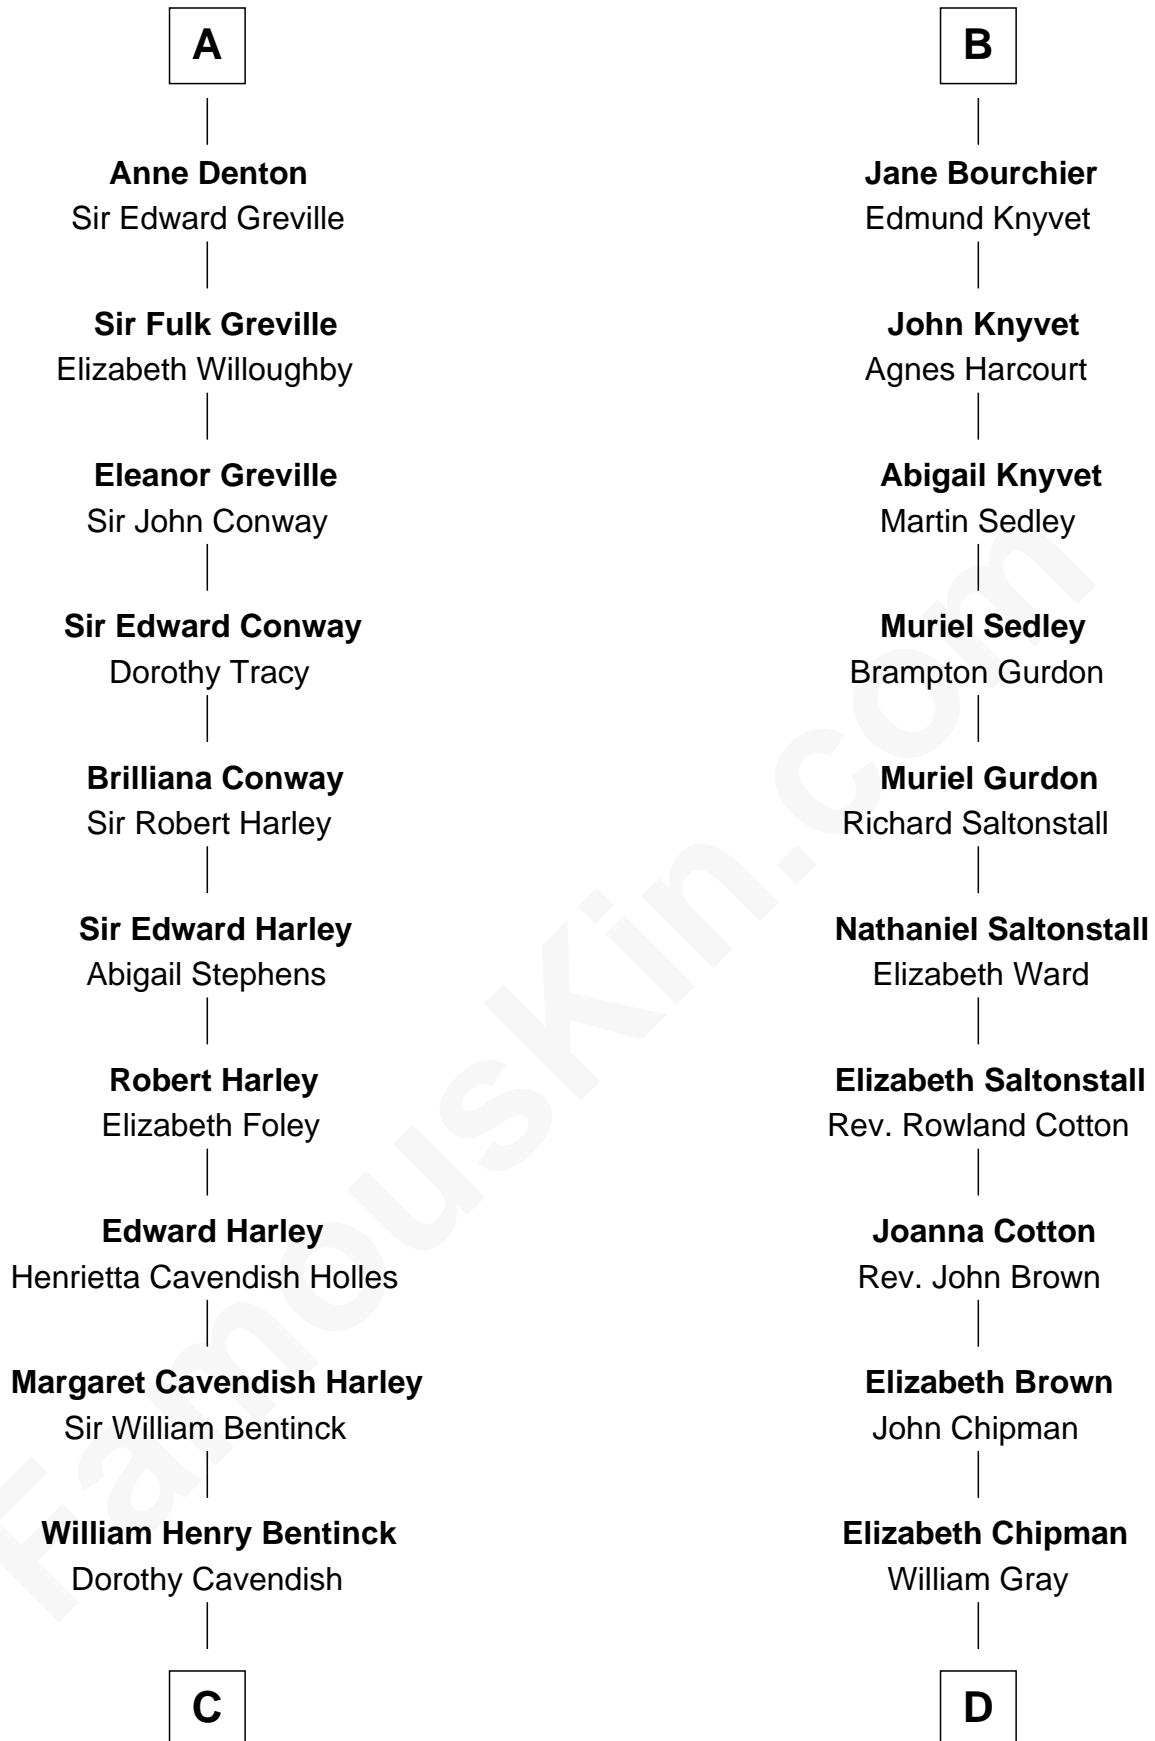 A
Anne Denton
Sir Edward Greville
Sir Fulk Greville
Elizabeth Willoughby
Eleanor Greville
Sir John Conway
Sir Edward Conway
Dorothy Tracy
Brilliana Conway
Sir Robert Harley
Sir Edward Harley
Abigail Stephens
Robert Harley
Elizabeth Foley
Edward Harley
Henrietta Cavendish Holles
Margaret Cavendish Harley
Sir William Bentinck
William Henry Bentinck
Dorothy Cavendish
C
B
Jane Bourchier
Edmund Knyvet
John Knyvet
Agnes Harcourt
Abigail Knyvet
Martin Sedley
Muriel Sedley
Brampton Gurdon
Muriel Gurdon
Richard Saltonstall
Nathaniel Saltonstall
Elizabeth Ward
Elizabeth Saltonstall
Rev. Rowland Cotton
Joanna Cotton
Rev. John Brown
Elizabeth Brown
John Chipman
Elizabeth Chipman
William Gray
D
FamousKin.com